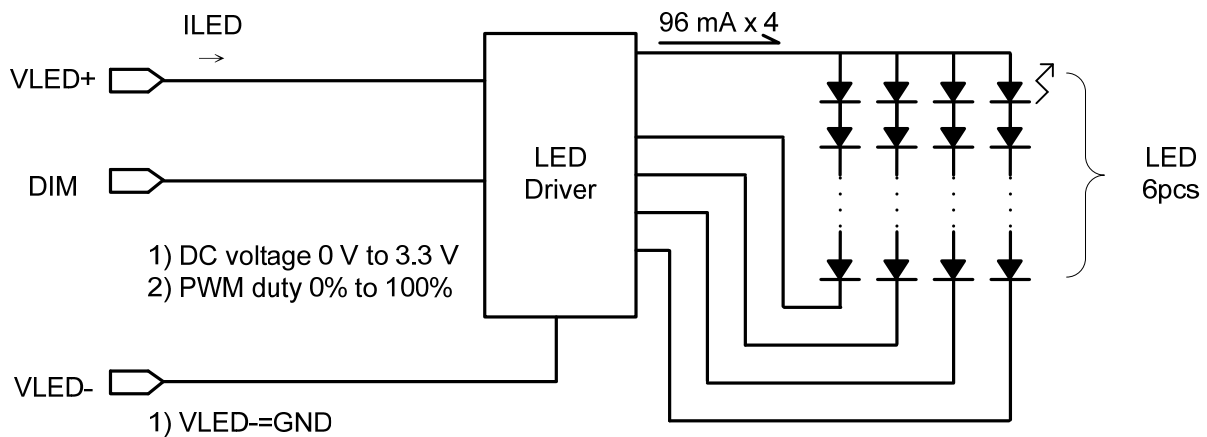 ILED
96 mA x 4
VLED+
LED
Driver
LED
6pcs
DIM
1) DC voltage 0 V to 3.3 V
2) PWM duty 0% to 100%
VLED-
1) VLED-=GND